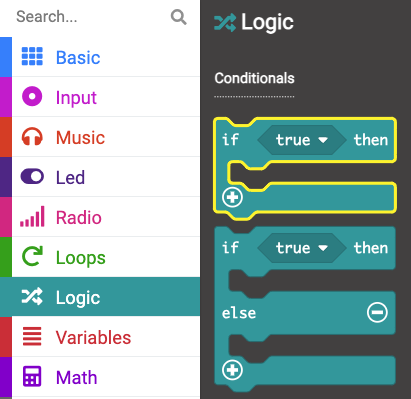 Search...
Basic
Input
Music
Led
Radio
Loops
Logic
Variables
Math
Logic
Conditionals
if true then
if true then
else